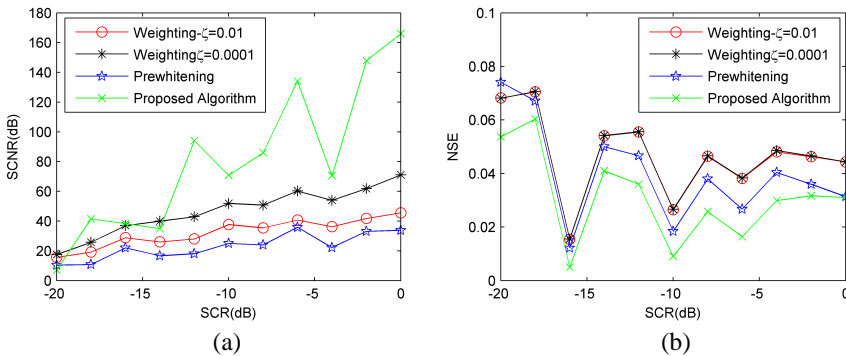 180
160
140
120
100
80
60
40
20
0
SCNR(dB)
Weighting-ζ=0.01
Weightingζ=0.0001
Prewhitening
Proposed Algorithm
-20 -15 -10 -5 0
SCR(dB)
(a)
0.1
0.08
0.06
0.04
0.02
0
NSE
Weighting-ζ=0.01
Weightingζ=0.0001
Prewhitening
Proposed Algorithm
-20 -15 -10 -5 0
SCR(dB)
(b)